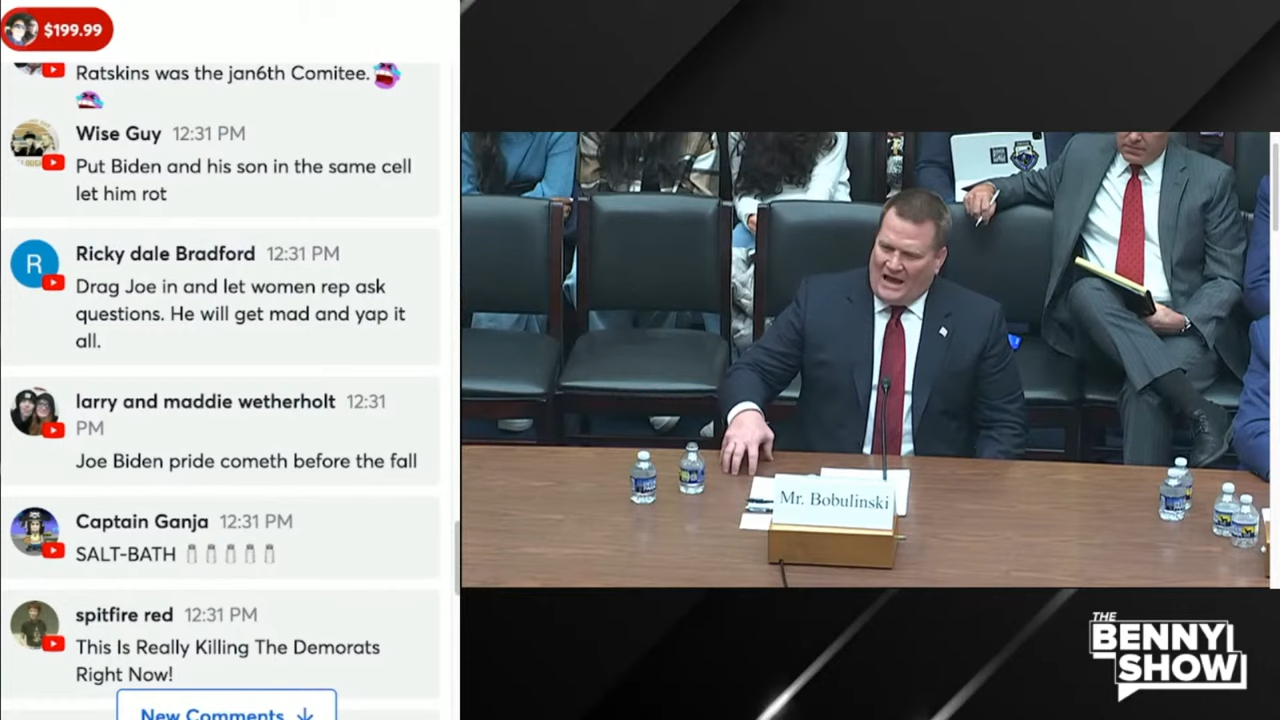 $199.99
Ratskins was the jan6th Comitee.
Wise Guy 12:31 PM
Put Biden and his son in the same cell
let him rot
R
Ricky dale Bradford 12:31 PM
Drag Joe in and let women rep ask
questions. He will get mad and yap it
all.
larry and maddie wetherholt 12:31
PM
Joe Biden pride cometh before the fall
Captain Ganja 12:31 PM
SALT-BATH
spitfire red 12:31 PM
This Is Really Killing The Demorats
Right Now!
New Comments
Mr. Bobulinski
THE
BENNY
SHOW